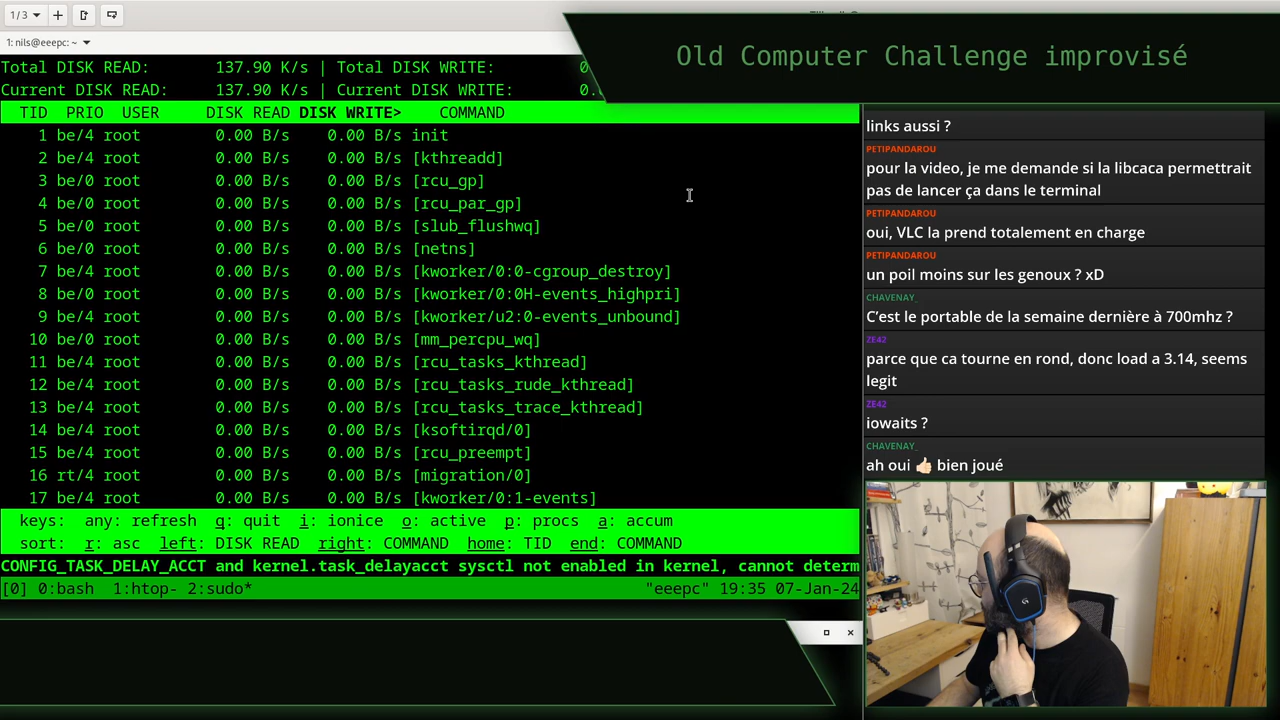 1/3
1: nils@eeepc: ~
Old Computer Challenge improvisé
Total DISK READ: 137.90 K/s | Total DISK WRITE: 0
Current DISK READ: 137.90 K/s | Current DISK WRITE: 0.
TID PRIO USER DISK READ DISK WRITE> COMMAND
1 be/4 root 0.00 B/s 0.00 B/s init
2 be/4 root 0.00 B/s 0.00 B/s [kthreadd]
3 be/0 root 0.00 B/s 0.00 B/s [rcu_gp]
4 be/0 root 0.00 B/s 0.00 B/s [rcu_par_gp]
5 be/0 root 0.00 B/s 0.00 B/s [slub_flushwq]
6 be/0 root 0.00 B/s 0.00 B/s [netns]
7 be/4 root 0.00 B/s 0.00 B/s [kworker/0:0-cgroup_destroy]
8 be/0 root 0.00 B/s 0.00 B/s [kworker/0:0H-events_highpri]
9 be/4 root 0.00 B/s 0.00 B/s [kworker/u2:0-events_unbound]
10 be/0 root 0.00 B/s 0.00 B/s [mm_percpu_wq]
11 be/4 root 0.00 B/s 0.00 B/s [rcu_tasks_kthread]
12 be/4 root 0.00 B/s 0.00 B/s [rcu_tasks_rude_kthread]
13 be/4 root 0.00 B/s 0.00 B/s [rcu_tasks_trace_kthread]
14 be/4 root 0.00 B/s 0.00 B/s [ksoftirqd/0]
15 be/4 root 0.00 B/s 0.00 B/s [rcu_preempt]
16 rt/4 root 0.00 B/s 0.00 B/s [migration/0]
17 be/4 root 0.00 B/s 0.00 B/s [kworker/0:1-events]
keys: any: refresh q: quit i: ionice o: active p: procs a: accum
sort: r: asc left: DISK READ right: COMMAND home: TID end: COMMAND
CONFIG_TASK_DELAY_ACCT and kernel.task_delayacct sysctl not enabled in kernel, cannot determ
[0] 0:bash 1:htop- 2:sudo* "eeepc" 19:35 07-Jan-24
links aussi ?
PETIPANDAROU
pour la video, je me demande si la libcaca permettrait
pas de lancer ça dans le terminal
PETIPANDAROU
oui, VLC la prend totalement en charge
PETIPANDAROU
un poil moins sur les genoux ? xD
CHAVENAY_
C'est le portable de la semaine dernière à 700mhz ?
ZE42
parce que ca tourne en rond, donc load a 3.14, seems
legit
ZE42
iowaits ?
CHAVENAY_
ah oui 👍🏻 bien joué